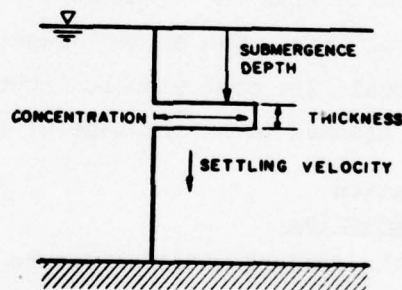 SUBMERGENCE
DEPTH
CONCENTRATION
THICKNESS
SETTLING VELOCITY